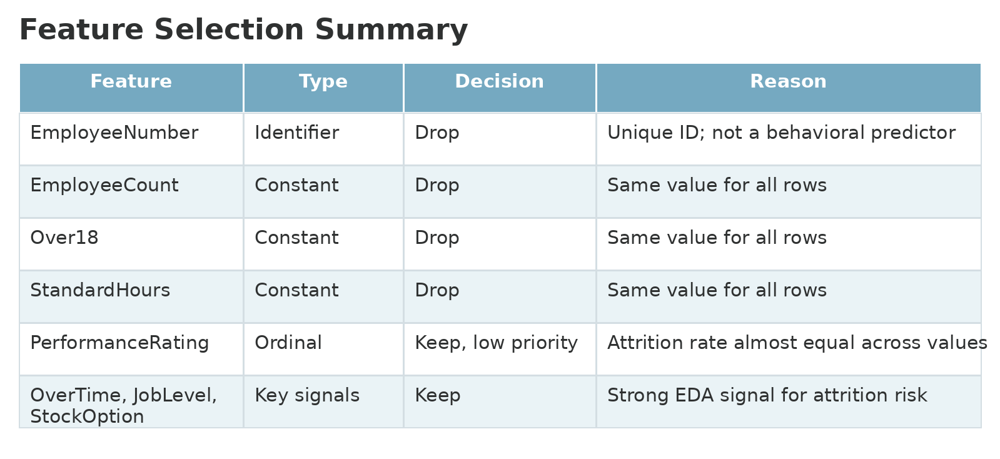 Feature Selection Summary
Feature Type Decision Reason
EmployeeNumber Identifier Drop Unique ID; not a behavioral predictor
EmployeeCount Constant Drop Same value for all rows
Over18 Constant Drop Same value for all rows
StandardHours Constant Drop Same value for all rows
PerformanceRating Ordinal Keep, low priority Attrition rate almost equal across values
OverTime, JobLevel, Key signals Keep Strong EDA signal for attrition risk
StockOption